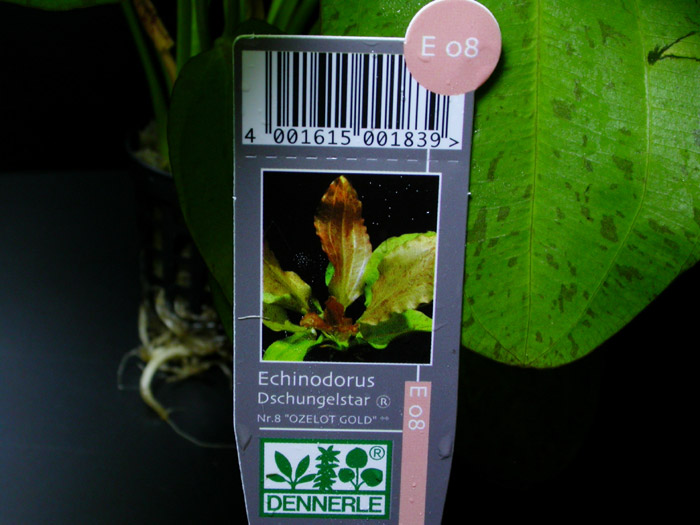 E 08
4 001615 001839 >
Echinodorus
Dschungelstar ®
Nr.8 "OZELOT GOLD" **
E 08
®
DENNERLE